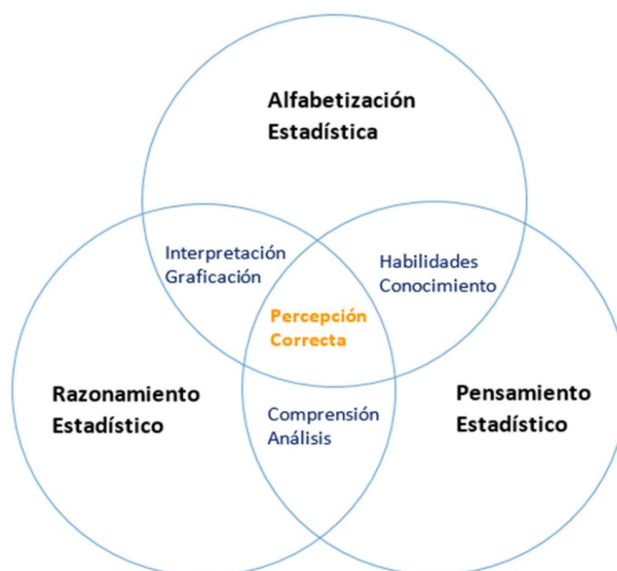 Alfabetización
Estadística
Interpretación
Graficación
Habilidades
Conocimiento
Percepción
Correcta
Razonamiento
Estadístico
Pensamiento
Estadístico
Comprensión
Análisis